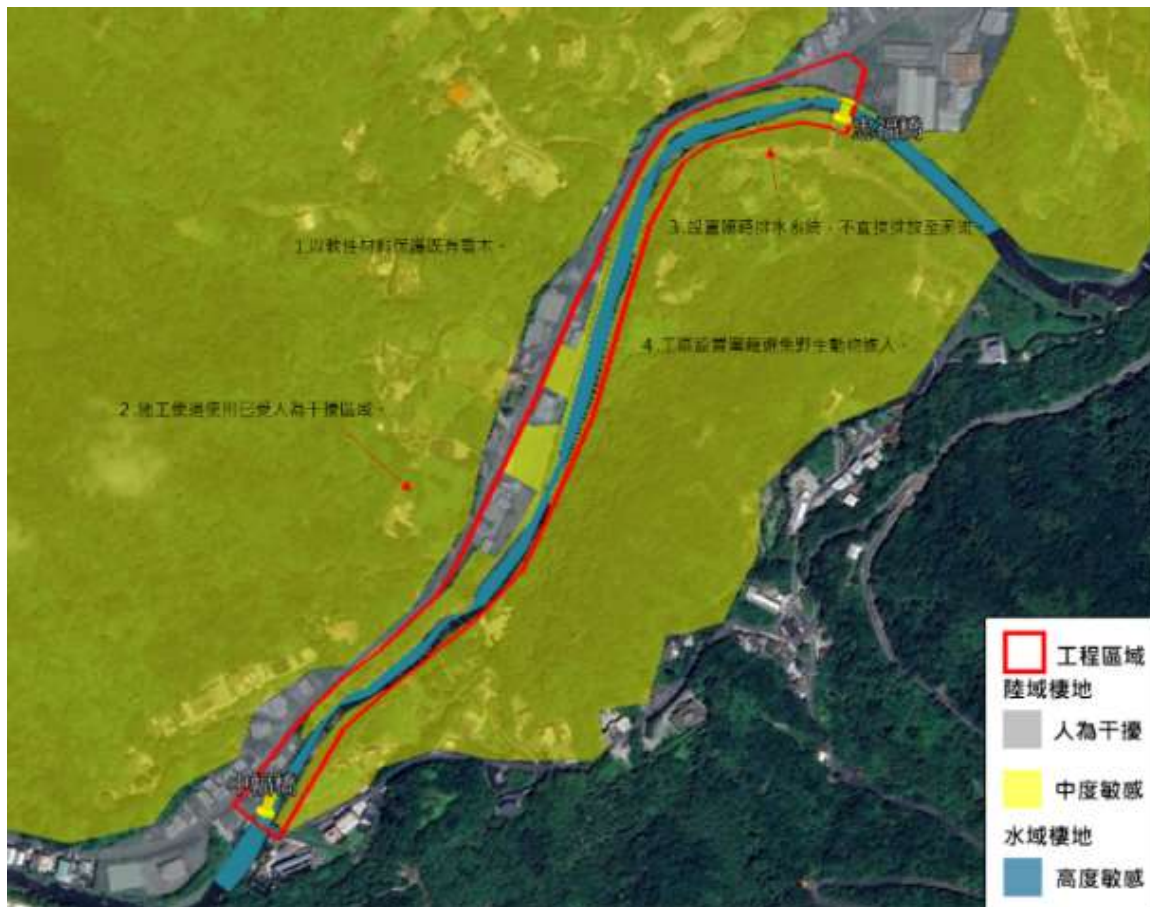 3.設置臨時排水系統，不直接排放至
1.以軟性材料保護既有喬木。
4.工區設置圍籬避免野生動物
2.施工便道使用已受人為干擾區域。
工程區域
陸域棲地
人為干擾
中度敏感
水域棲地
高度敏感